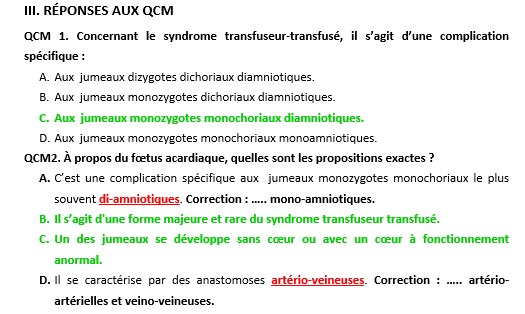 III. RÉPONSES AUX QCM
QCM 1. Concernant le syndrome transfuseur-transfusé, il s’agit d’une complication
spécifique :
A. Aux jumeaux dizygotes dichoriaux diamniotiques.
B. Aux jumeaux monozygotes dichoriaux diamniotiques.
C. Aux jumeaux monozygotes monochoriaux diamniotiques.
D. Aux jumeaux monozygotes monochoriaux monoamniotiques.
QCM2. À propos du fœtus acardiaque, quelles sont les propositions exactes ?
A. C’est une complication spécifique aux jumeaux monozygotes monochoriaux le plus
souvent di-amniotiques. Correction : ..... mono-amniotiques.
B. Il s’agit d'une forme majeure et rare du syndrome transfuseur transfusé.
C. Un des jumeaux se développe sans cœur ou avec un cœur à fonctionnement
anormal.
D. Il se caractérise par des anastomoses artério-veineuses. Correction : ..... artério-
artérielles et veino-veineuses.